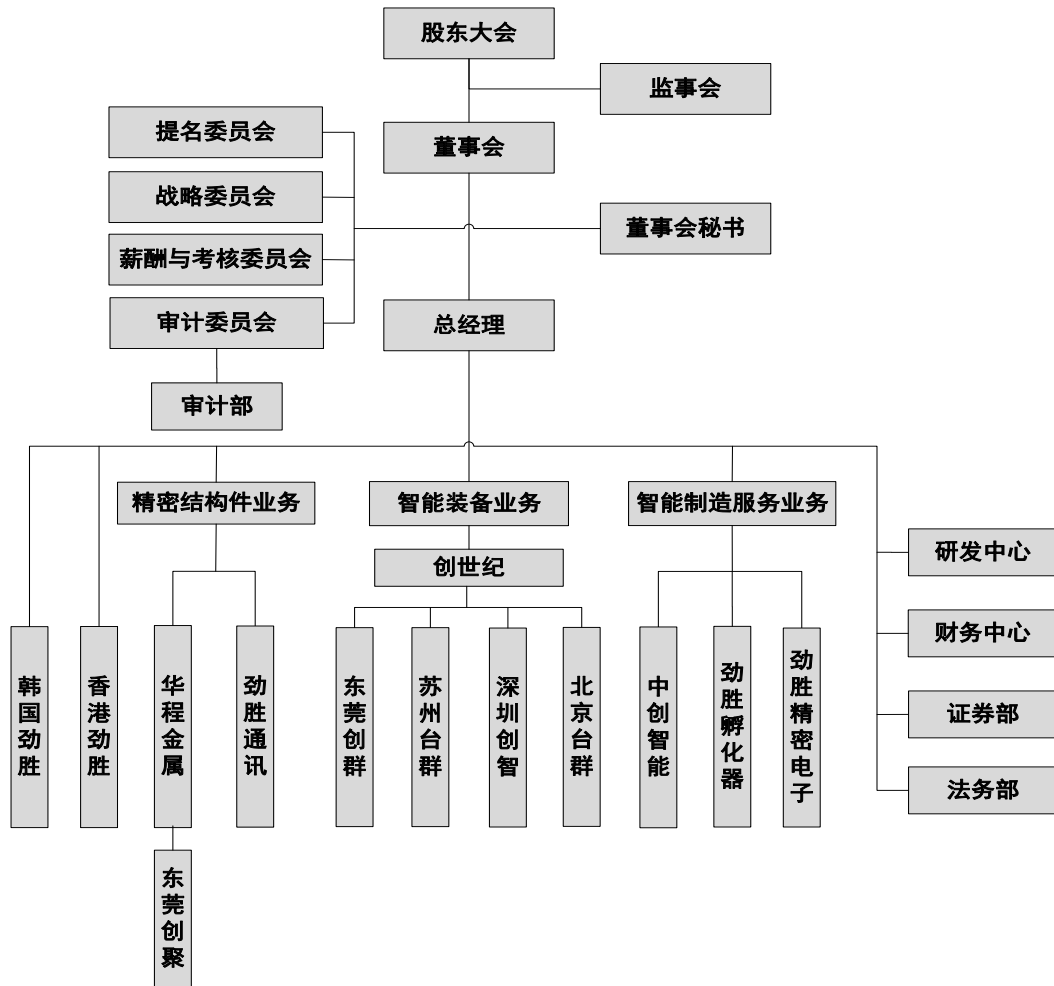 股东大会
监事会
提名委员会
董事会
战略委员会
董事会秘书
薪酬与考核委员会
审计委员会
总经理
审计部
精密结构件业务
智能装备业务
智能制造服务业务
创世纪
研发中心
财务中心
证券部
法务部
韩国劲胜
香港劲胜
华程金属
劲胜通讯
东莞创群
苏州台群
深圳创智
北京台群
中创智能
劲胜孵化器
劲胜精密电子
东莞创聚